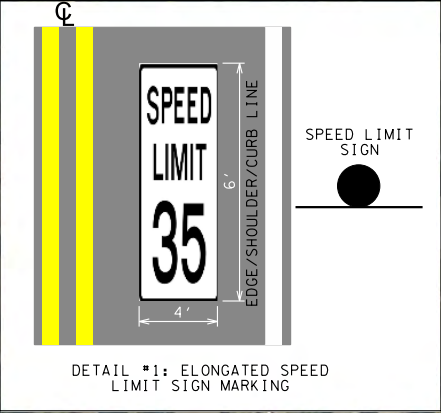 CL
SPEED
LIMIT
35
6'
4'
EDGE/SHOULDER/CURB LINE
SPEED LIMIT
SIGN
DETAIL #1: ELONGATED SPEED
LIMIT SIGN MARKING